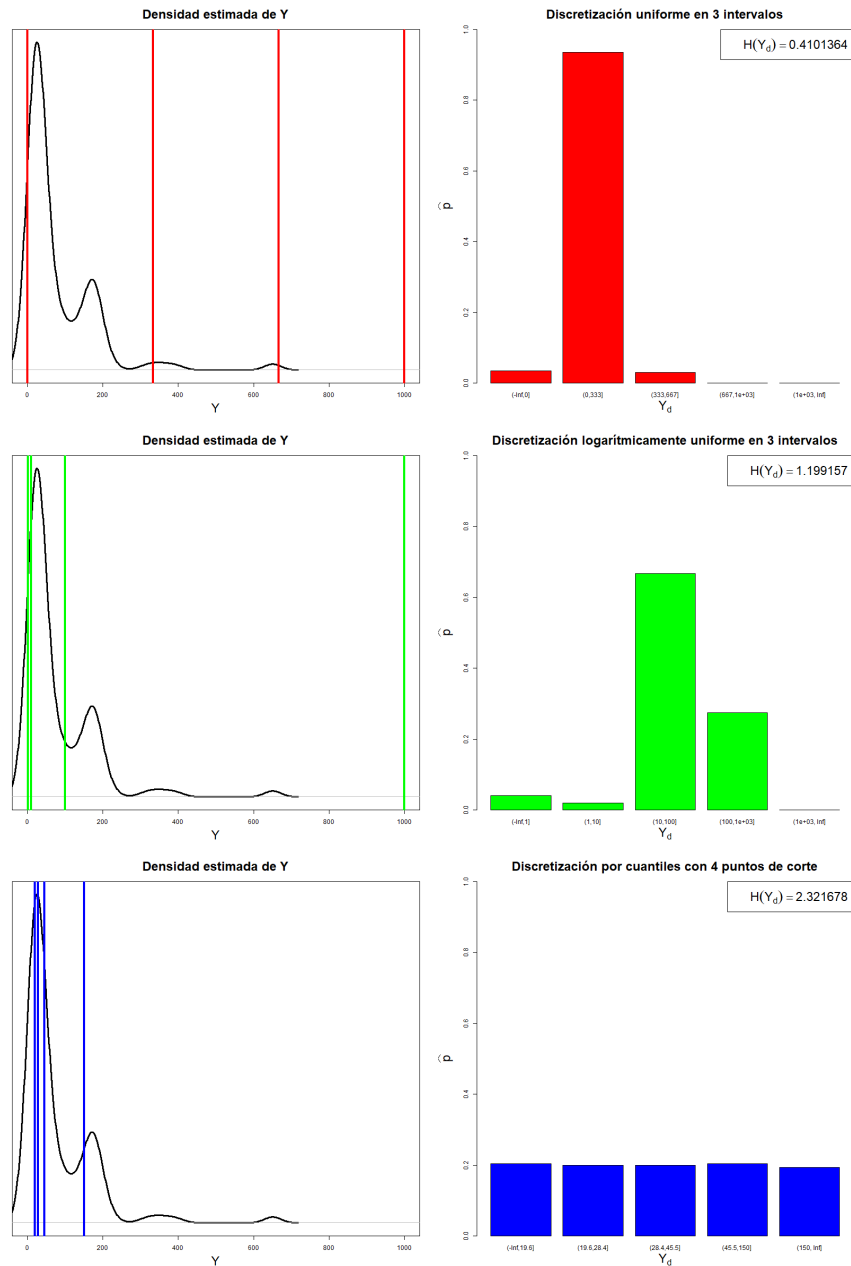 Densidad estimada de Y
0 200 400 600 800 1000
Y
Discretización uniforme en 3 intervalos
H(Y_d) = 0.4101364
p̂
0.0 0.2 0.4 0.6 0.8 1.0
(-Inf,0] (0,333] (333,667] (667,1e+03] (1e+03, Inf]
Y_d
Densidad estimada de Y
0 200 400 600 800 1000
Y
Discretización logarítmicamente uniforme en 3 intervalos
H(Y_d) = 1.199157
p̂
0.0 0.2 0.4 0.6 0.8 1.0
(-Inf,1] (1,10] (10,100] (100,1e+03] (1e+03, Inf]
Y_d
Densidad estimada de Y
0 200 400 600 800 1000
Y
Discretización por cuantiles con 4 puntos de corte
H(Y_d) = 2.321678
p̂
0.0 0.2 0.4 0.6 0.8 1.0
(-Inf,19.6] (19.6,28.4] (28.4,45.5] (45.5,150] (150, Inf]
Y_d